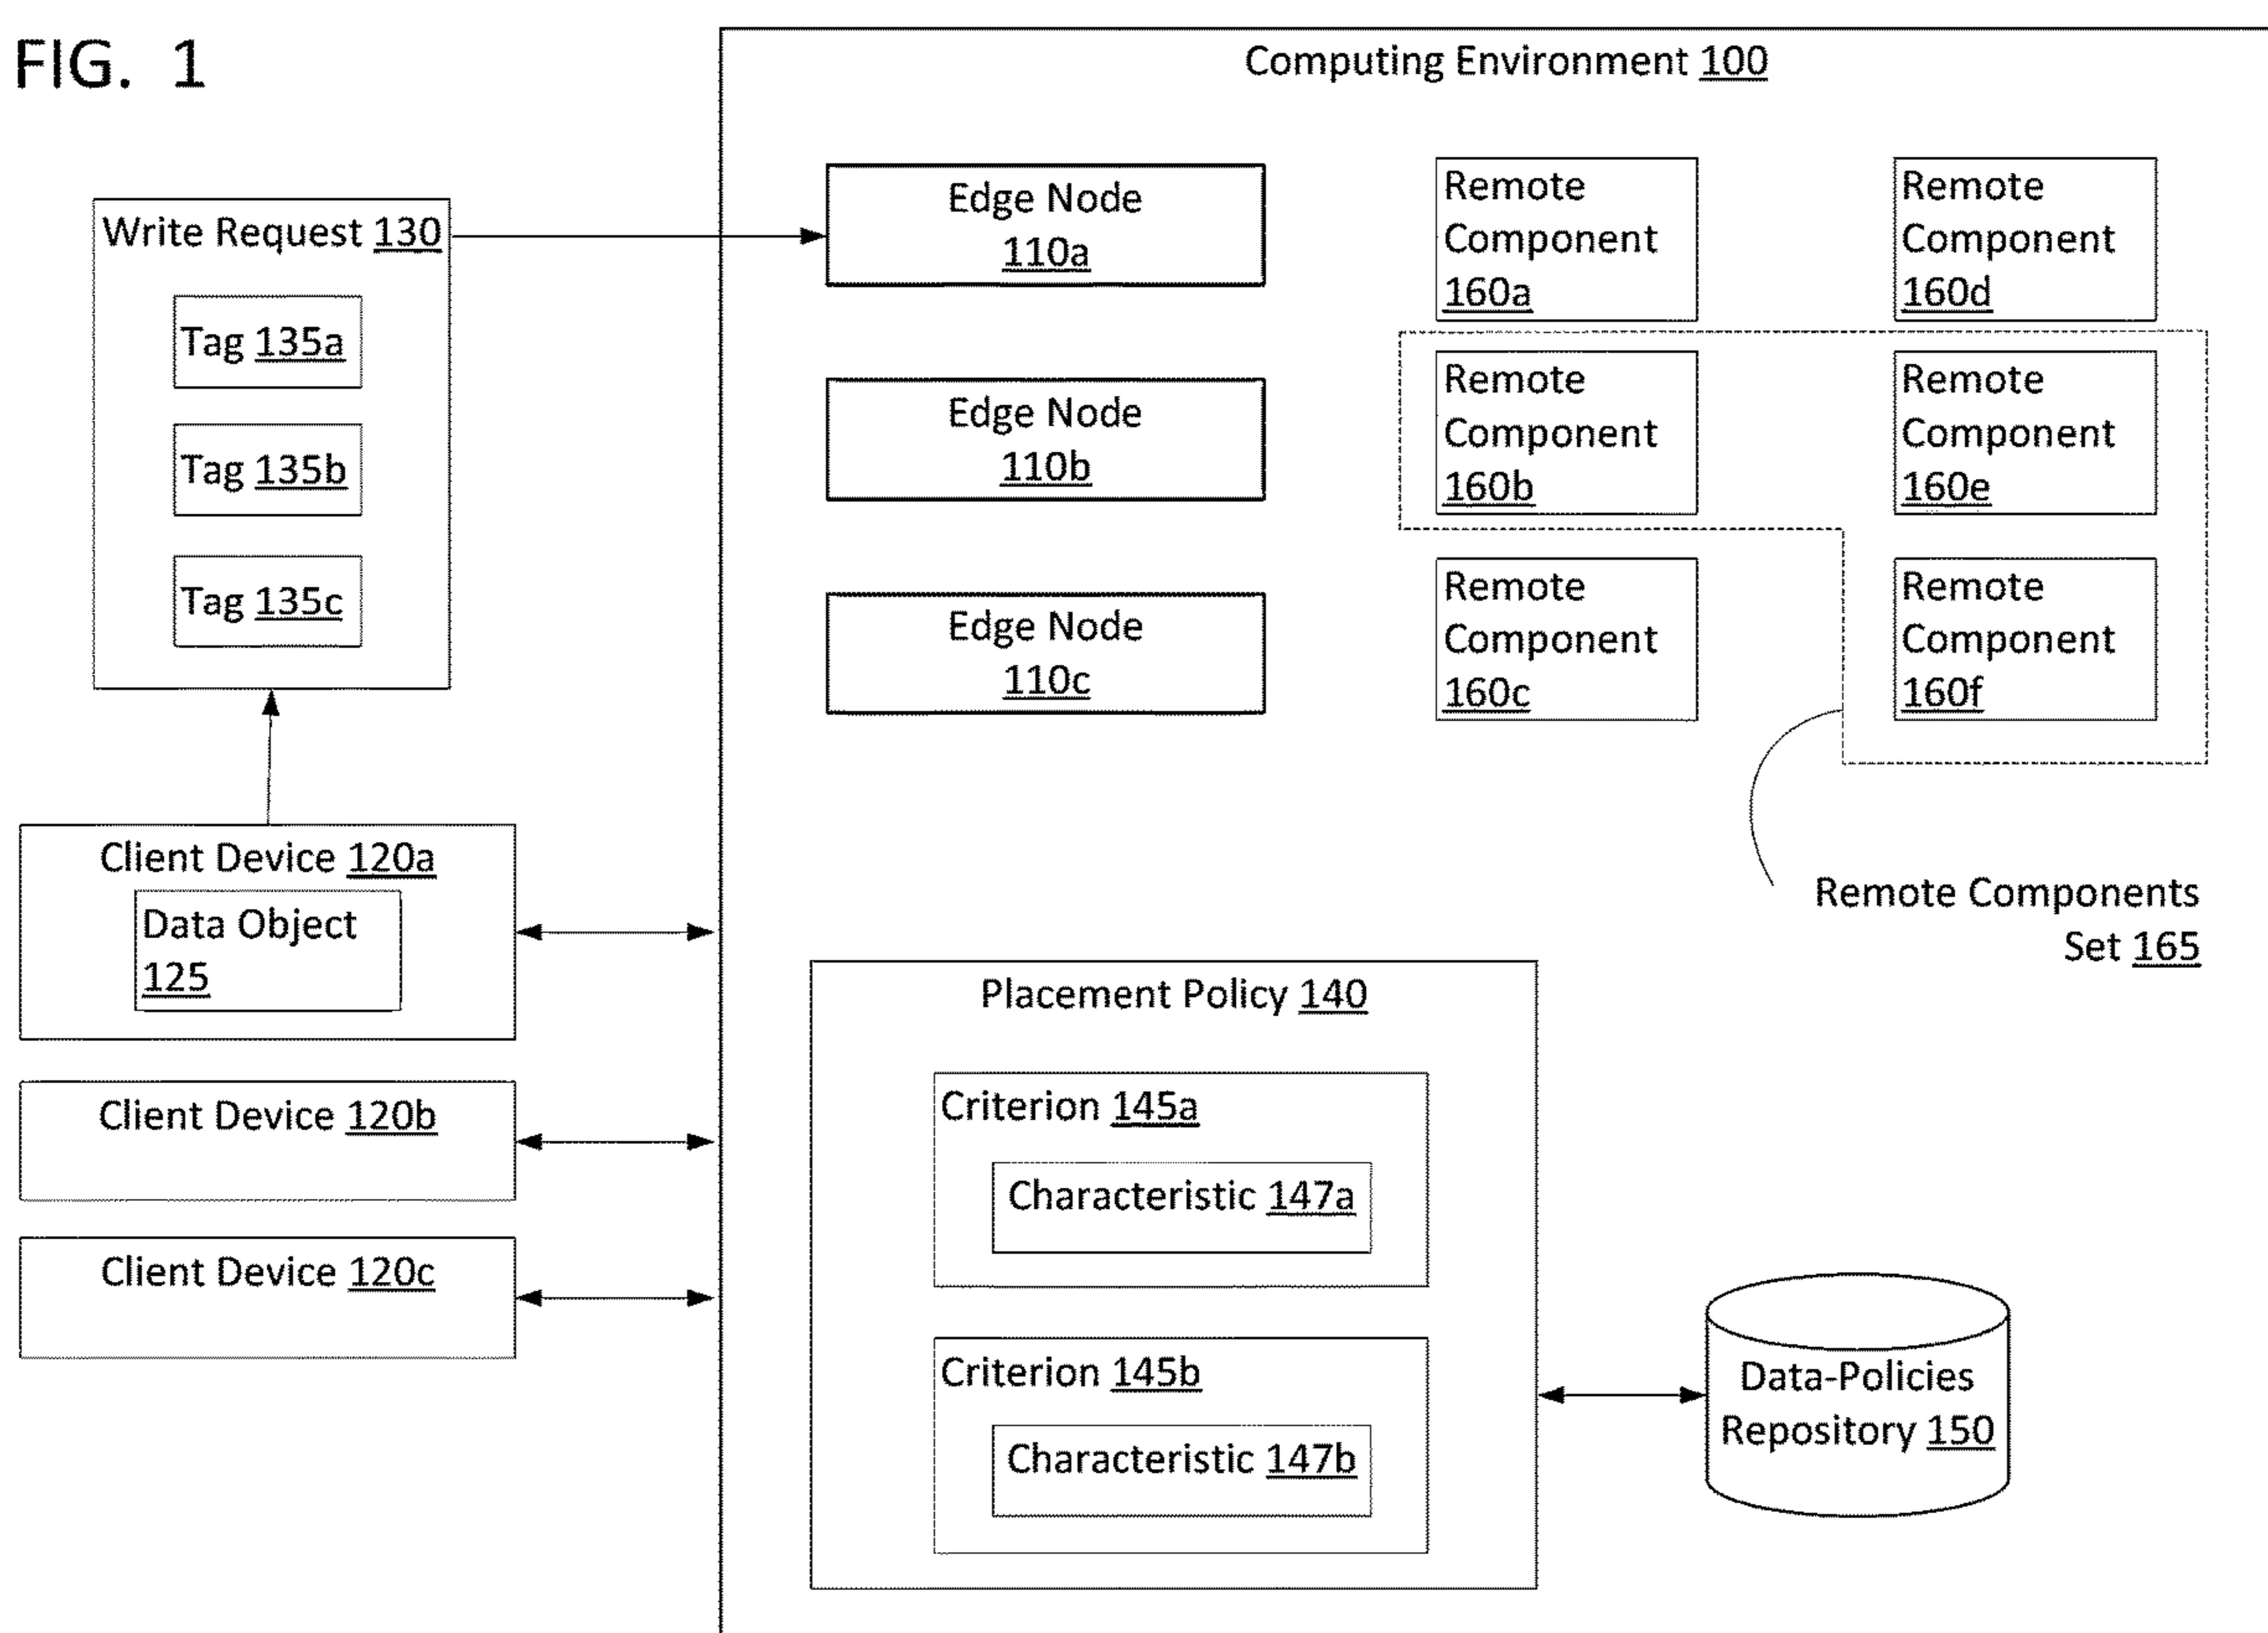 FIG. 1
Computing Environment 100
Write Request 130
Tag 135a
Tag 135b
Tag 135c
Edge Node
110a
Edge Node
110b
Edge Node
110c
Remote
Component
160a
Remote
Component
160d
Remote
Component
160b
Remote
Component
160e
Remote
Component
160c
Remote
Component
160f
Remote Components
Set 165
Client Device 120a
Data Object
125
Client Device 120b
Client Device 120c
Placement Policy 140
Criterion 145a
Characteristic 147a
Criterion 145b
Characteristic 147b
Data-Policies
Repository 150